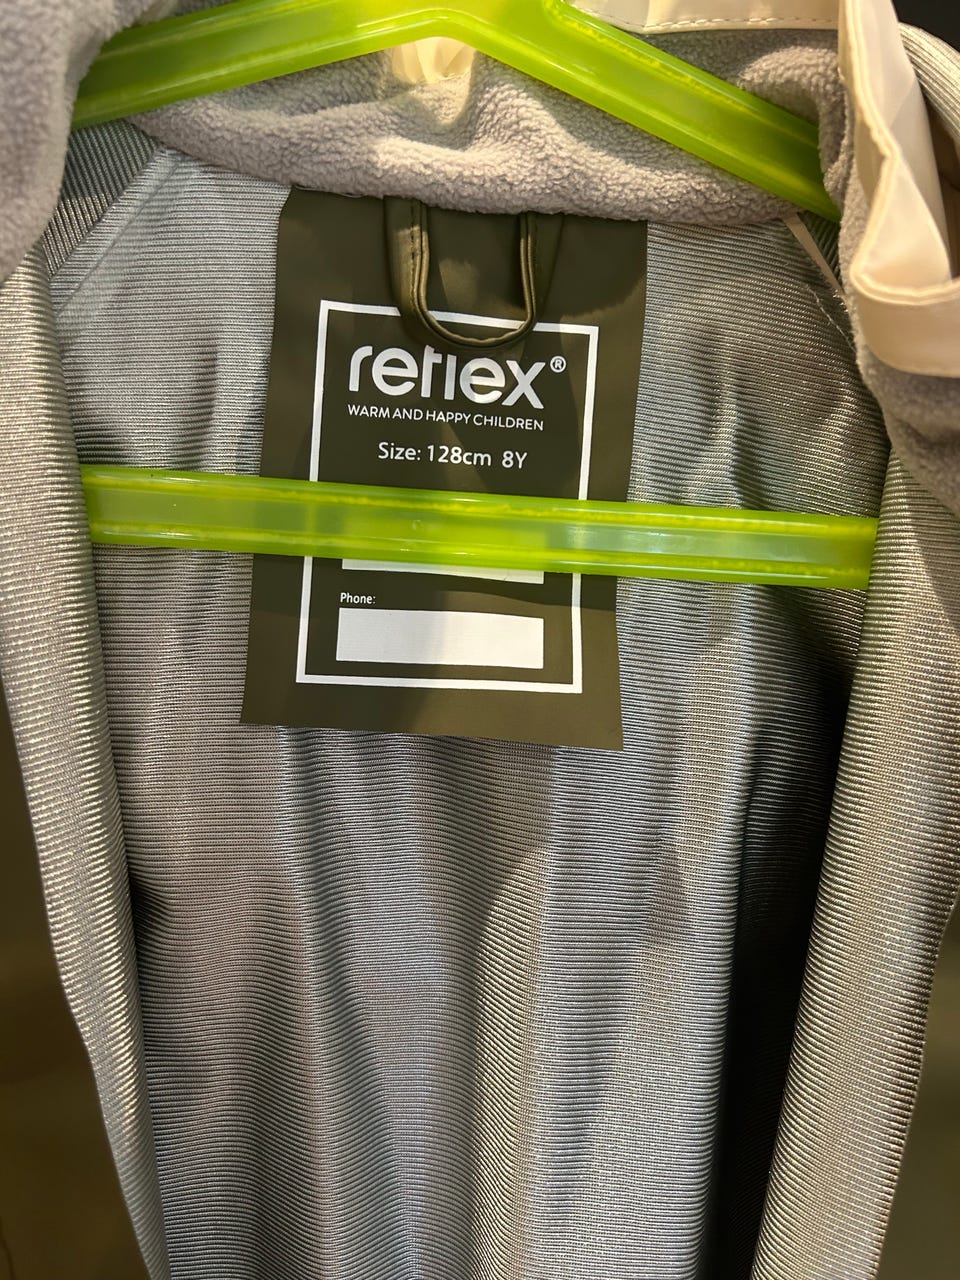 reflex®
WARM AND HAPPY CHILDREN
Size: 128cm 8Y
Phone: